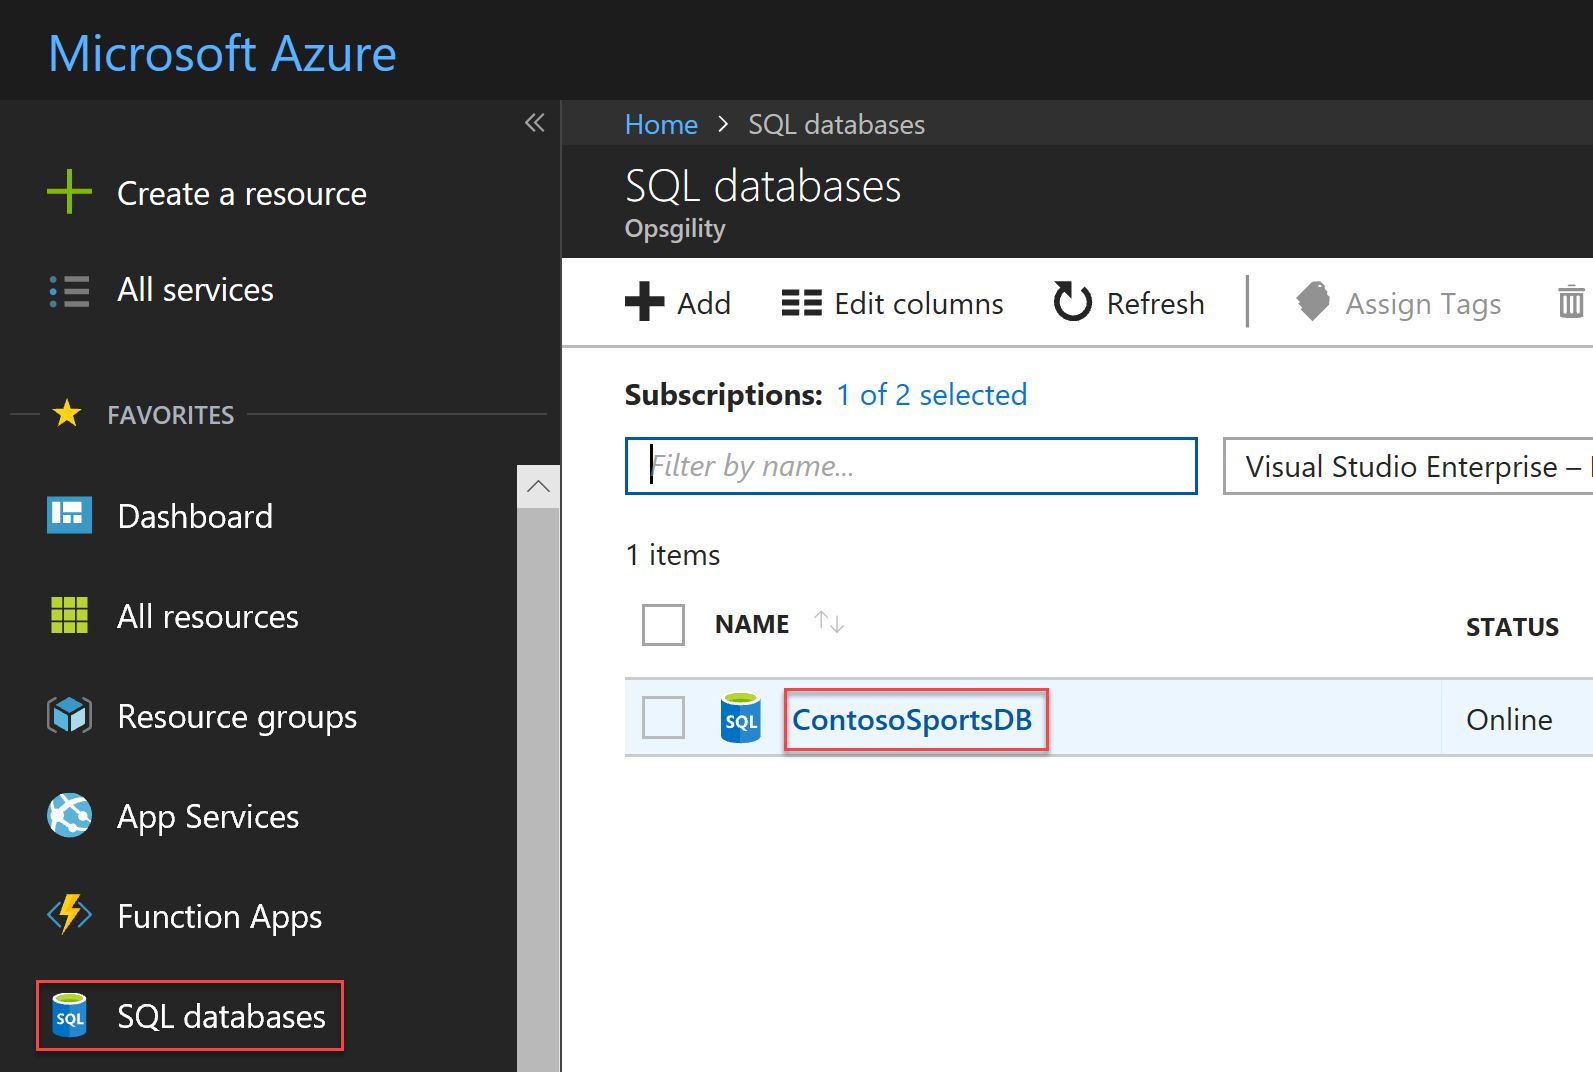 Microsoft Azure
Create a resource
All services
FAVORITES
Dashboard
All resources
Resource groups
App Services
Function Apps
SQL SQL databases
Home > SQL databases
SQL databases
Opsgility
Add Edit columns Refresh Assign Tags
Subscriptions: 1 of 2 selected
Filter by name...
Visual Studio Enterprise –
1 items
NAME STATUS
SQL ContosoSportsDB Online